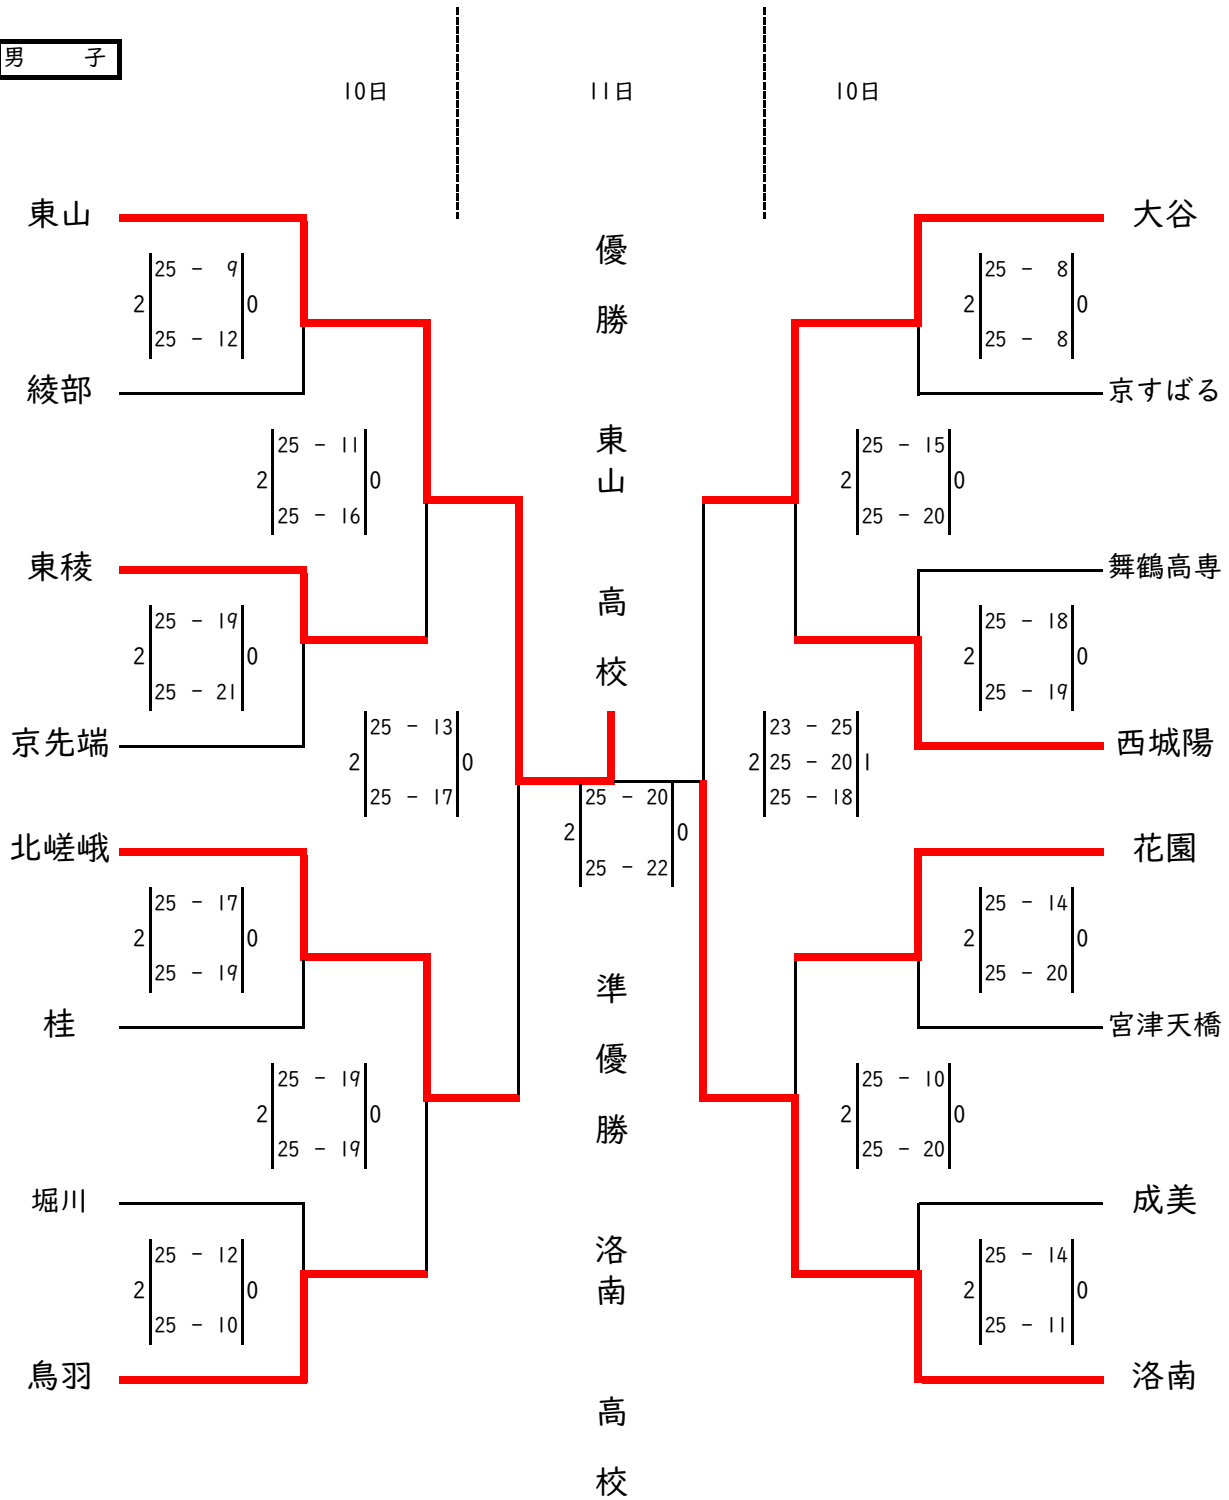 男　子
10日 11日 10日
東山
25 - 9
2 0
25 - 12
綾部
25 - 11
2 0
25 - 16
東稜
25 - 19
2 0
25 - 21
京先端
25 - 13
2 0
25 - 17
北嵯峨
25 - 17
2 0
25 - 19
桂
25 - 19
2 0
25 - 19
堀川
25 - 12
2 0
25 - 10
鳥羽
優勝　東山　高校
25 - 20
2 0
25 - 22
準優勝　洛南　高校
大谷
25 - 8
2 0
25 - 8
京すばる
25 - 15
2 0
25 - 20
舞鶴高専
25 - 18
2 0
25 - 19
西城陽
23 - 25
2 25 - 20 1
25 - 18
花園
25 - 14
2 0
25 - 20
宮津天橋
25 - 10
2 0
25 - 20
成美
25 - 14
2 0
25 - 11
洛南